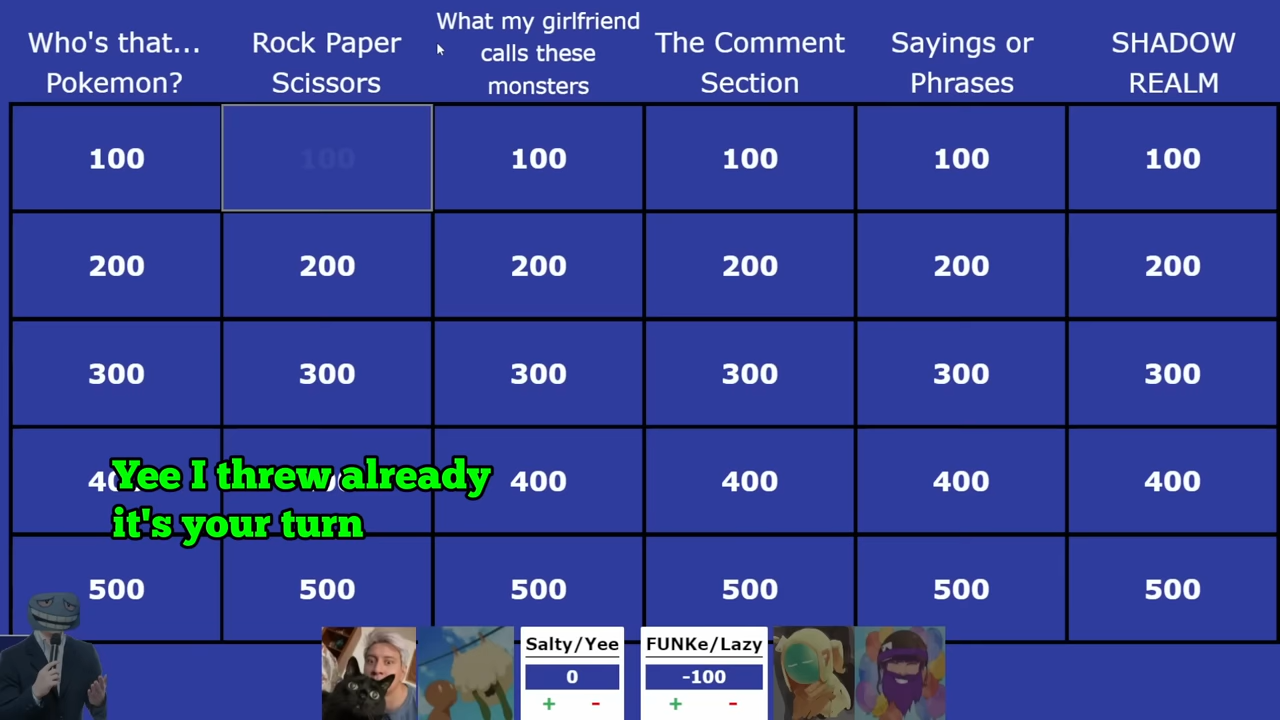 Who's that... Pokemon?
Rock Paper Scissors
What my girlfriend calls these monsters
The Comment Section
Sayings or Phrases
SHADOW REALM
100 100 100 100 100 100
200 200 200 200 200 200
300 300 300 300 300 300
400 400 400 400 400
Yee I threw already
it's your turn
500 500 500 500 500 500
Salty/Yee
0
+ -
FUNKe/Lazy
-100
+ -